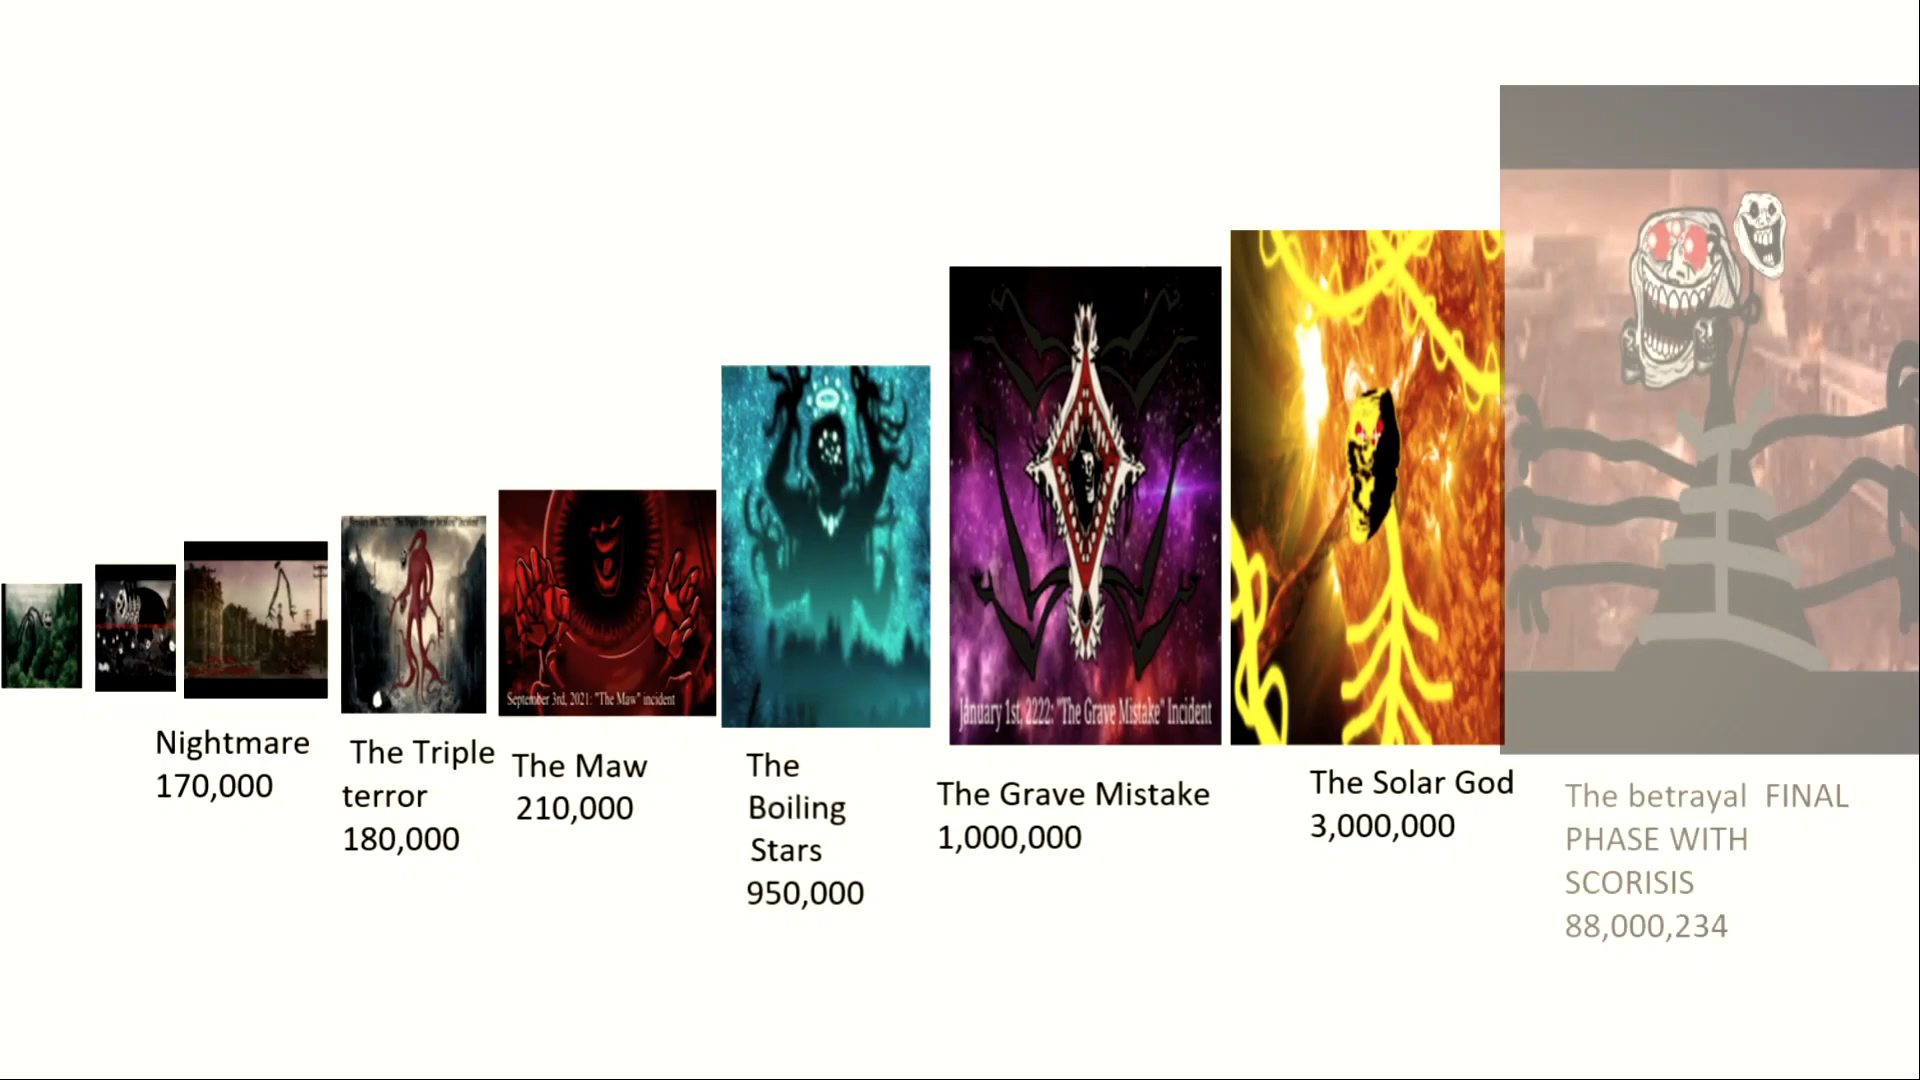 September 3rd, 2021: "The Maw" incident
January 1st, 2222: "The Grave Mistake" Incident
Nightmare
170,000
The Triple
terror
180,000
The Maw
210,000
The
Boiling
Stars
950,000
The Grave Mistake
1,000,000
The Solar God
3,000,000
The betrayal FINAL
PHASE WITH
SCORISIS
88,000,234